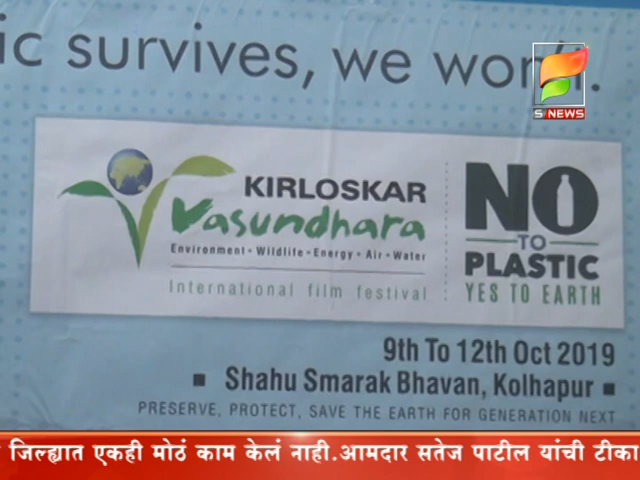 ic survives, we won't.
S NEWS
KIRLOSKAR
Vasundhara
Environment - Wildlife - Energy - Air - Water
International film festival
NO
TO
PLASTIC
YES TO EARTH
9th To 12th Oct 2019
▪ Shahu Smarak Bhavan, Kolhapur ▪
PRESERVE, PROTECT, SAVE THE EARTH FOR GENERATION NEXT
जिल्ह्यात एकही मोठं काम केलं नाही.आमदार सतेज पाटील यांची टीका